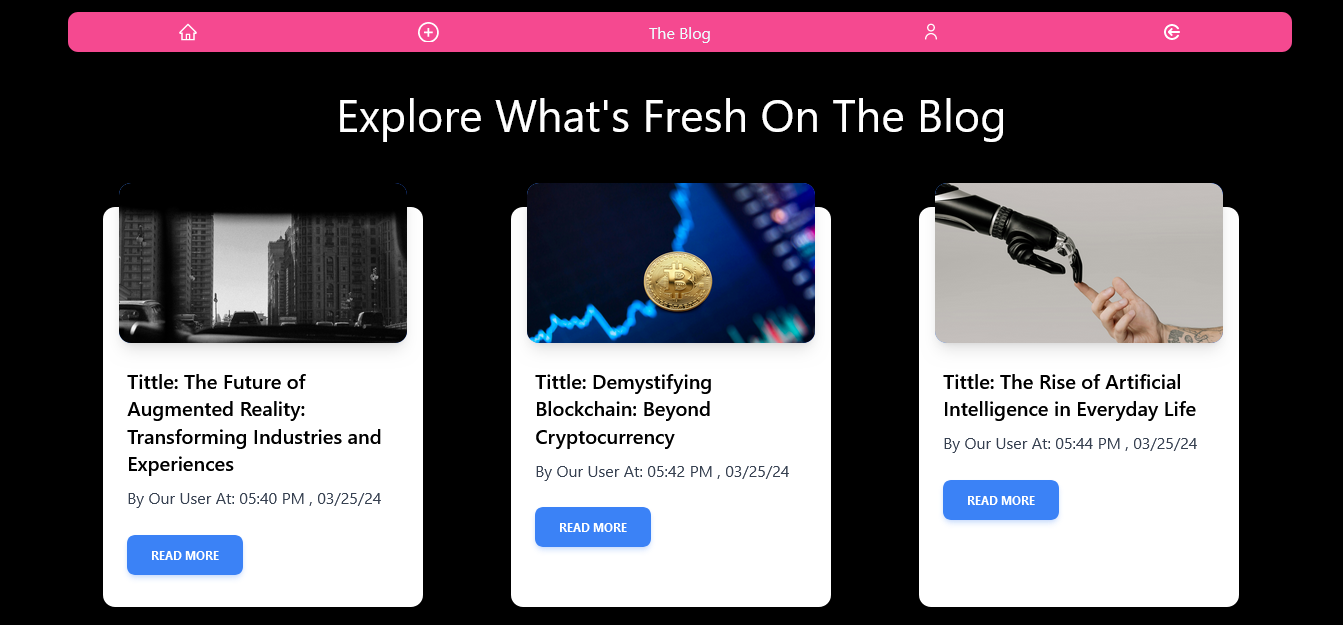 The Blog
Explore What's Fresh On The Blog
Tittle: The Future of
Augmented Reality:
Transforming Industries and
Experiences
By Our User At: 05:40 PM , 03/25/24
READ MORE
Tittle: Demystifying
Blockchain: Beyond
Cryptocurrency
By Our User At: 05:42 PM , 03/25/24
READ MORE
Tittle: The Rise of Artificial
Intelligence in Everyday Life
By Our User At: 05:44 PM , 03/25/24
READ MORE